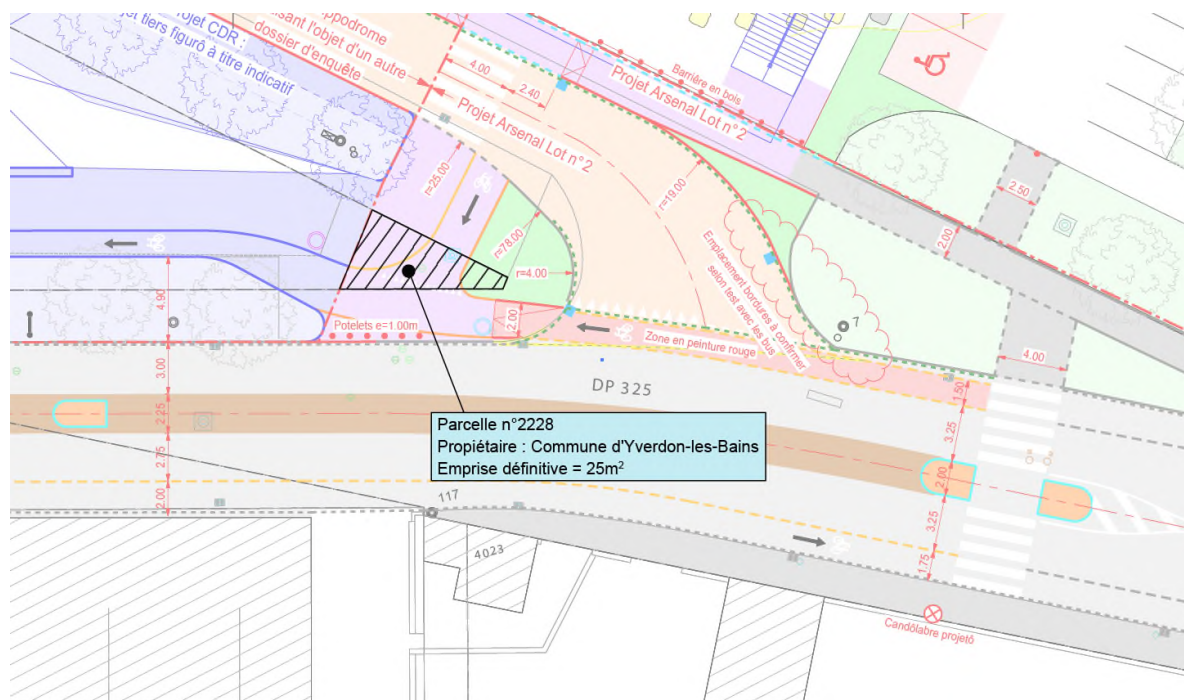 Projet CDR :
jet tiers figuré à titre indicatif
ippodrome
isant l'objet d'un autre
dossier d'enquête
4.00
2.40
Projet Arsenal Lot n°2
Barrière en bois
Projet Arsenal Lot n°2
r=25.00
r=19.00
r=78.00
r=4.00
2.50
2.00
4.90
Emplacement bordures à confirmer
selon test avec les bus
7
Potelets e=1.00m
2.00
Zone en peinture rouge
4.00
3.00
DP 325
1.50
2.25
3.25
Parcelle n°2228
Propiétaire : Commune d'Yverdon-les-Bains
Emprise définitive = 25m²
2.75
2.00
2.00
3.25
117
4023
1.75
Candélabre projeté